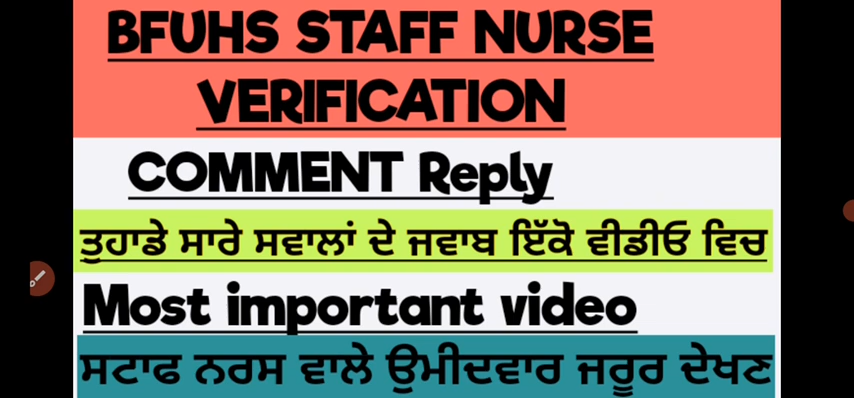 BFUHS STAFF NURSE
VERIFICATION
COMMENT Reply
ਤੁਹਾਡੇ ਸਾਰੇ ਸਵਾਲਾਂ ਦੇ ਜਵਾਬ ਇੱਕੋ ਵੀਡੀਓ ਵਿਚ
Most important video
ਸਟਾਫ ਨਰਸ ਵਾਲੇ ਉਮੀਦਵਾਰ ਜਰੂਰ ਦੇਖਣ